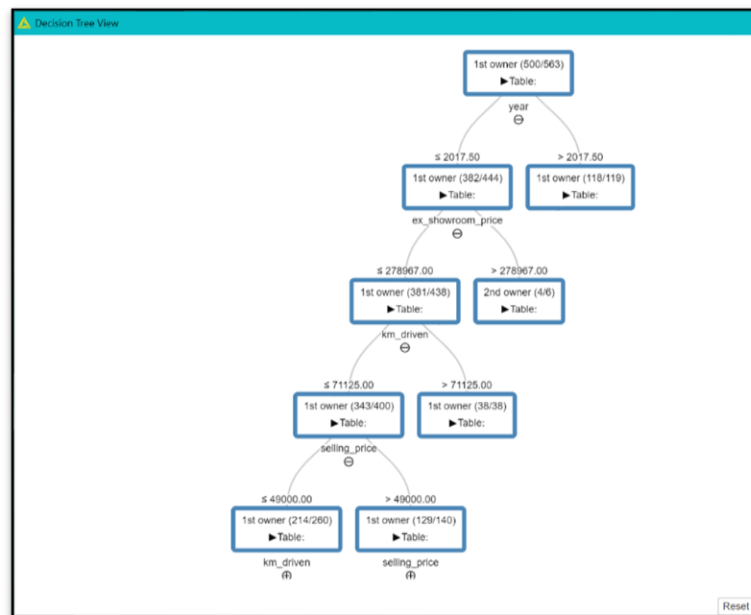 Decision Tree View
1st owner (500/563)
▶Table:
year
≤ 2017.50
> 2017.50
1st owner (382/444)
▶Table:
1st owner (118/119)
▶Table:
ex_showroom_price
≤ 278967.00
> 278967.00
1st owner (381/438)
▶Table:
2nd owner (4/6)
▶Table:
km_driven
≤ 71125.00
> 71125.00
1st owner (343/400)
▶Table:
1st owner (38/38)
▶Table:
selling_price
≤ 49000.00
> 49000.00
1st owner (214/260)
▶Table:
1st owner (129/140)
▶Table:
km_driven
selling_price
Reset